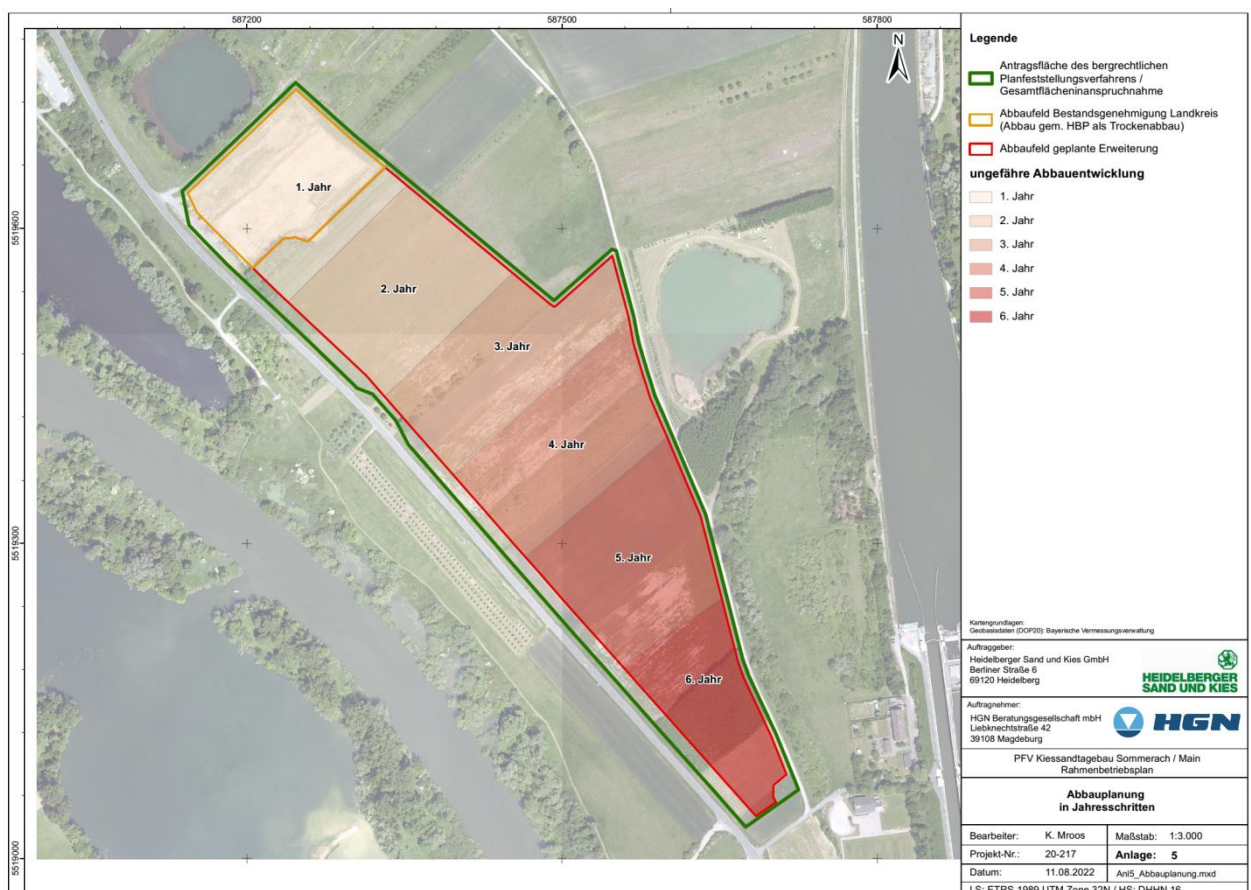 587200
587500
587800
5519600
5519300
5519000
N
1. Jahr
2. Jahr
3. Jahr
4. Jahr
5. Jahr
6. Jahr
Legende
Antragsfläche des bergrechtlichen
Planfeststellungsverfahrens /
Gesamtflächeninanspruchnahme
Abbaufeld Bestandsgenehmigung Landkreis
(Abbau gem. HBP als Trockenabbau)
Abbaufeld geplante Erweiterung
ungefähre Abbauentwicklung
1. Jahr
2. Jahr
3. Jahr
4. Jahr
5. Jahr
6. Jahr
Kartengrundlagen:
Geobasisdaten (DOP20): Bayerische Vermessungsverwaltung
Auftraggeber:
Heidelberger Sand und Kies GmbH
Berliner Straße 6
69120 Heidelberg
HEIDELBERGER
SAND UND KIES
Auftragnehmer:
HGN Beratungsgesellschaft mbH
Liebknechtstraße 42
39108 Magdeburg
HGN
PFV Kiessandtagebau Sommerach / Main
Rahmenbetriebsplan
Abbauplanung
in Jahresschritten
Bearbeiter: K. Mroos Maßstab: 1:3.000
Projekt-Nr.: 20-217 Anlage: 5
Datum: 11.08.2022 Anl5_Abbauplanung.mxd
LS: ETRS 1989 UTM Zone 32N / HS: DHHN 16